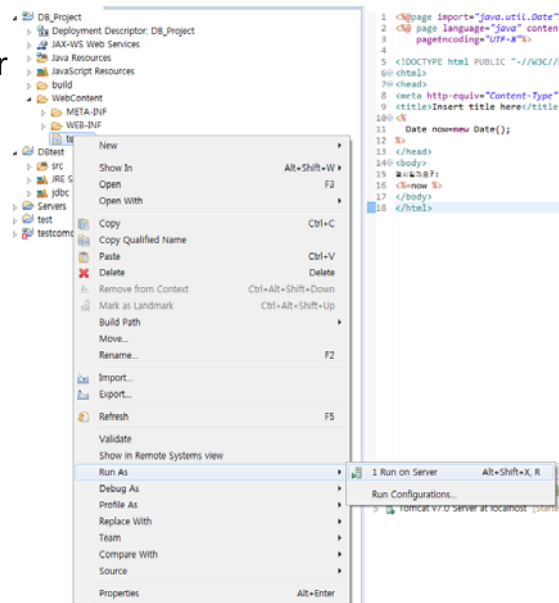 r
DB_Project
Deployment Descriptor: DB_Project
JAX-WS Web Services
Java Resources
JavaScript Resources
build
WebContent
META-INF
WEB-INF
DBtest
src
JRE S
jdbc
Servers
test
testcomo
New
Show In Alt+Shift+W
Open F3
Open With
Copy Ctrl+C
Copy Qualified Name
Paste Ctrl+V
Delete Delete
Remove from Context Ctrl+Alt+Shift+Down
Mark as Landmark Ctrl+Alt+Shift+Up
Build Path
Move...
Rename... F2
Import...
Export...
Refresh F5
Validate
Show in Remote Systems view
Run As
Debug As
Profile As
Replace With
Team
Compare With
Source
Properties Alt+Enter
1 Run on Server Alt+Shift+X, R
Run Configurations...
Tomcat v7.0 Server at localhost [Starte
1 <%@page import="java.util.Date"
2 <%@ page language="java" conten
3 pageEncoding="UTF-8"%>
4
5 <!DOCTYPE html PUBLIC "-//W3C//
6 <html>
7 <head>
8 <meta http-equiv="Content-Type"
9 <title>Insert title here</title
10 <%
11 Date now=new Date();
12 %>
13 </head>
14 <body>
15
16 <%=now %>
17 </body>
18 </html>